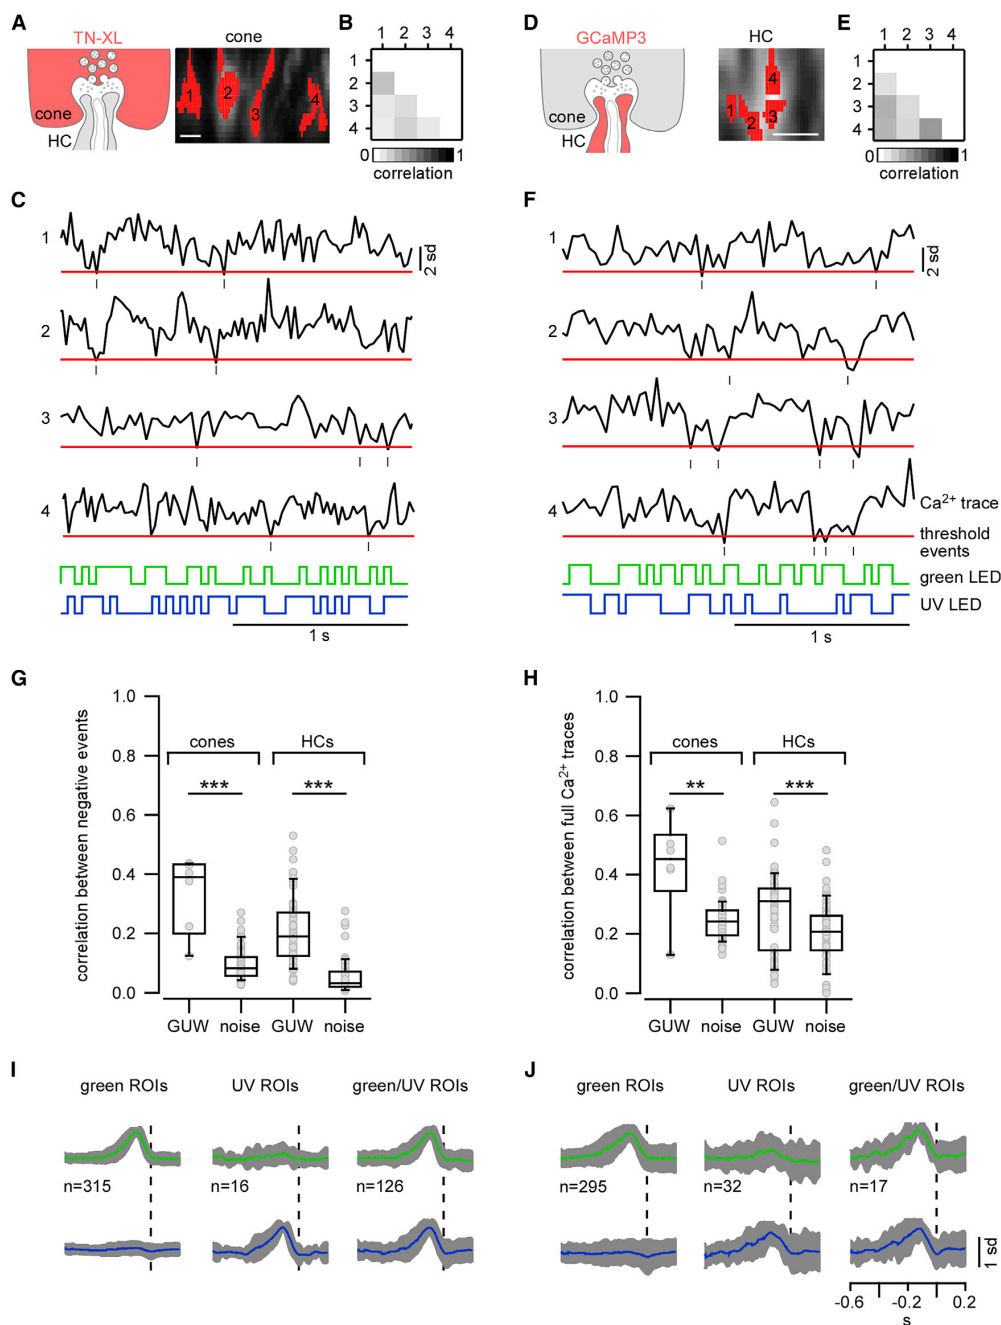 A
TN-XL
cone
HC
cone
1
2
3
4
B
1 2 3 4
1
2
3
4
0 1
correlation
D
GCaMP3
cone
HC
HC
1
2
3
4
E
1 2 3 4
1
2
3
4
0 1
correlation
C
1
2 sd
2
3
4
1 s
F
1
2 sd
2
3
4
Ca2+ trace
threshold
events
green LED
UV LED
1 s
G
correlation between negative events
1.0
0.8
0.6
0.4
0.2
0.0
cones HCs
*** ***
GUW noise GUW noise
H
correlation between full Ca2+ traces
1.0
0.8
0.6
0.4
0.2
0.0
cones HCs
** ***
GUW noise GUW noise
I
green ROIs UV ROIs green/UV ROIs
n=315 n=16 n=126
J
green ROIs UV ROIs green/UV ROIs
n=295 n=32 n=17
1 sd
-0.6 -0.2 0.2
s